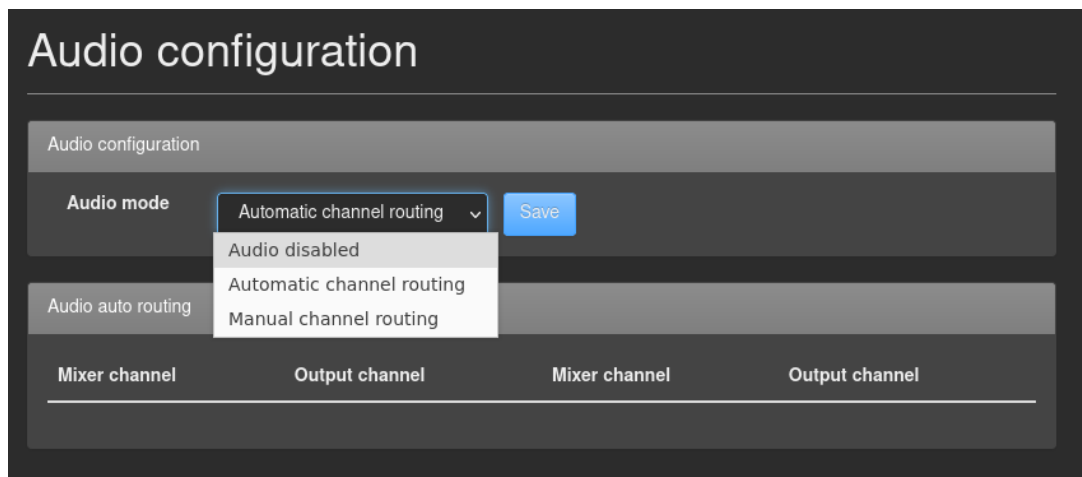 Audio configuration
Audio configuration
Audio mode
Automatic channel routing
Save
Audio disabled
Automatic channel routing
Manual channel routing
Audio auto routing
Mixer channel Output channel Mixer channel Output channel